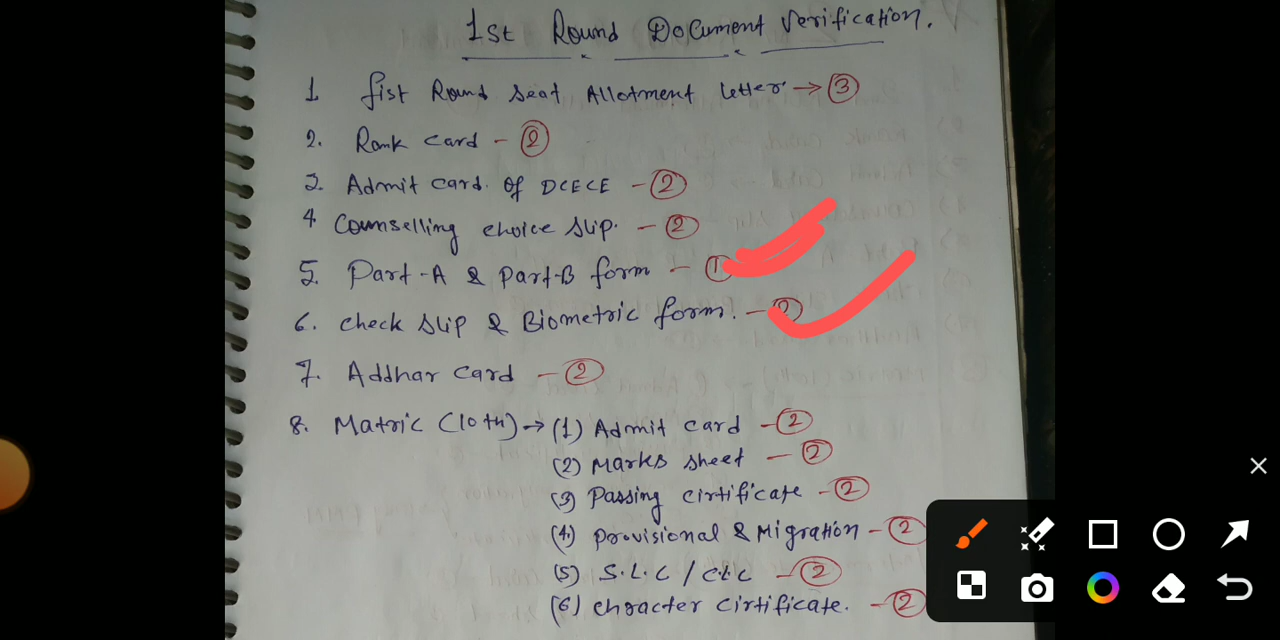 1st Round Document Verification.
1 fist Round Seat Allotment letter → 3
2. Rank Card - 2
3. Admit card. of DCECE - 2
4 Counselling choice slip. - 2
5. Part-A & Part-B form - 1
6. check slip & Biometric form. - 2
7. Addhar Card - 2
8. Matric (10th) → (1) Admit card - 2
(2) Marks sheet - 2
(3) Passing cirtificate - 2
(4) Provisional & Migration - 2
(5) S.L.C / CLC - 2
(6) Character Cirtificate. - 2